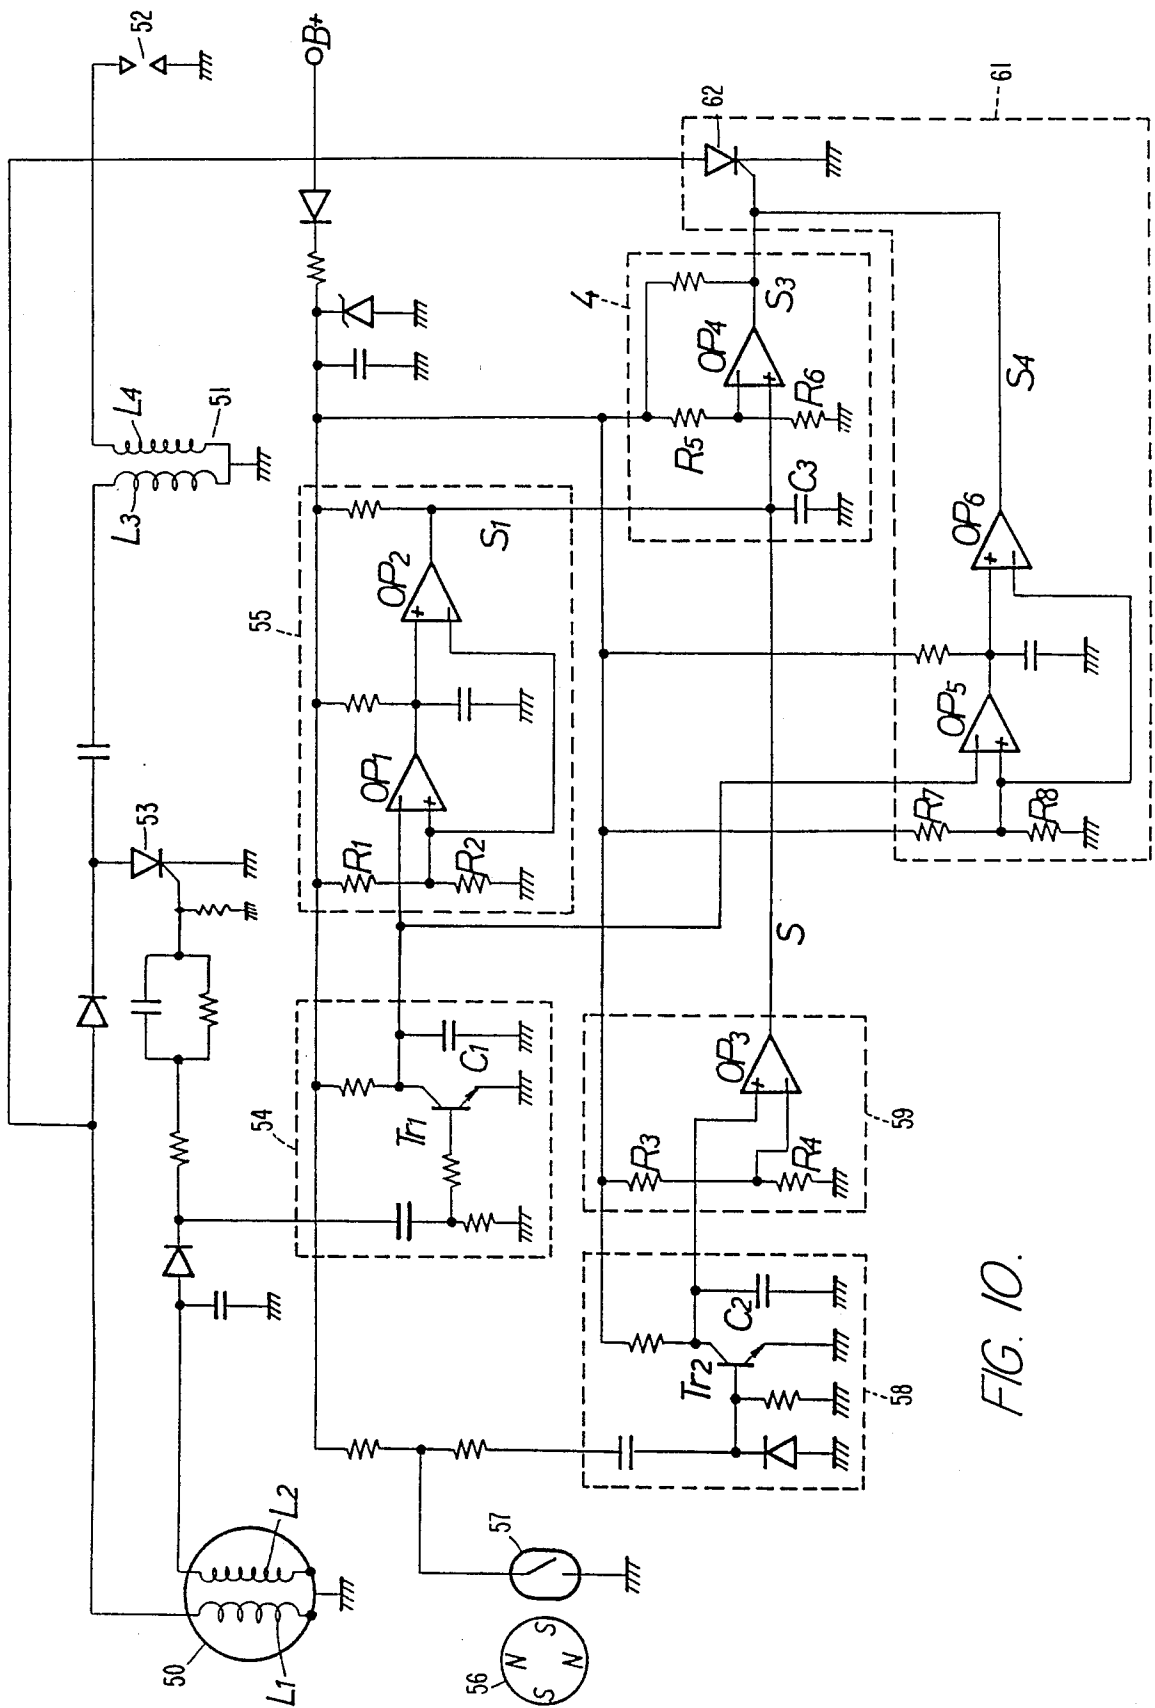 50
L1
L2
53
L3
L4
51
52
B+
54
Tr1
C1
55
R1
R2
OP1
OP2
S1
56
N
S
N
S
57
58
Tr2
C2
59
R3
R4
OP3
S
4
R5
R6
OP4
C3
S3
61
62
R7
R8
OP5
OP6
S4
+
−
+
−
+
−
+
−
+
−
+
−
FIG. 10.